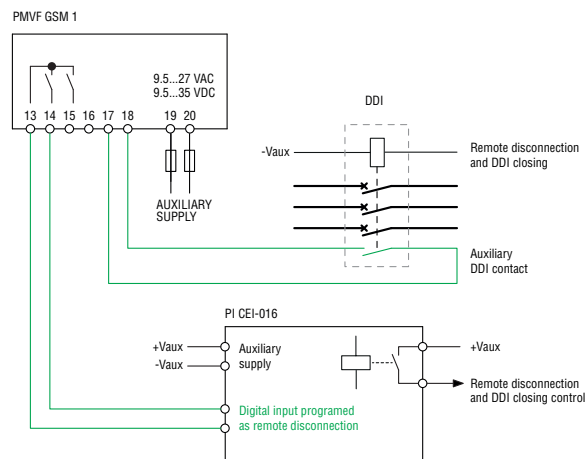 PMVF GSM 1
9.5...27 VAC
9.5...35 VDC
13 14 15 16 17 18 19 20
AUXILIARY
SUPPLY
DDI
-Vaux
Remote disconnection
and DDI closing
Auxiliary
DDI contact
PI CEI-016
+Vaux
-Vaux
Auxiliary
supply
+Vaux
Remote disconnection
and DDI closing control
Digital input programed
as remote disconnection